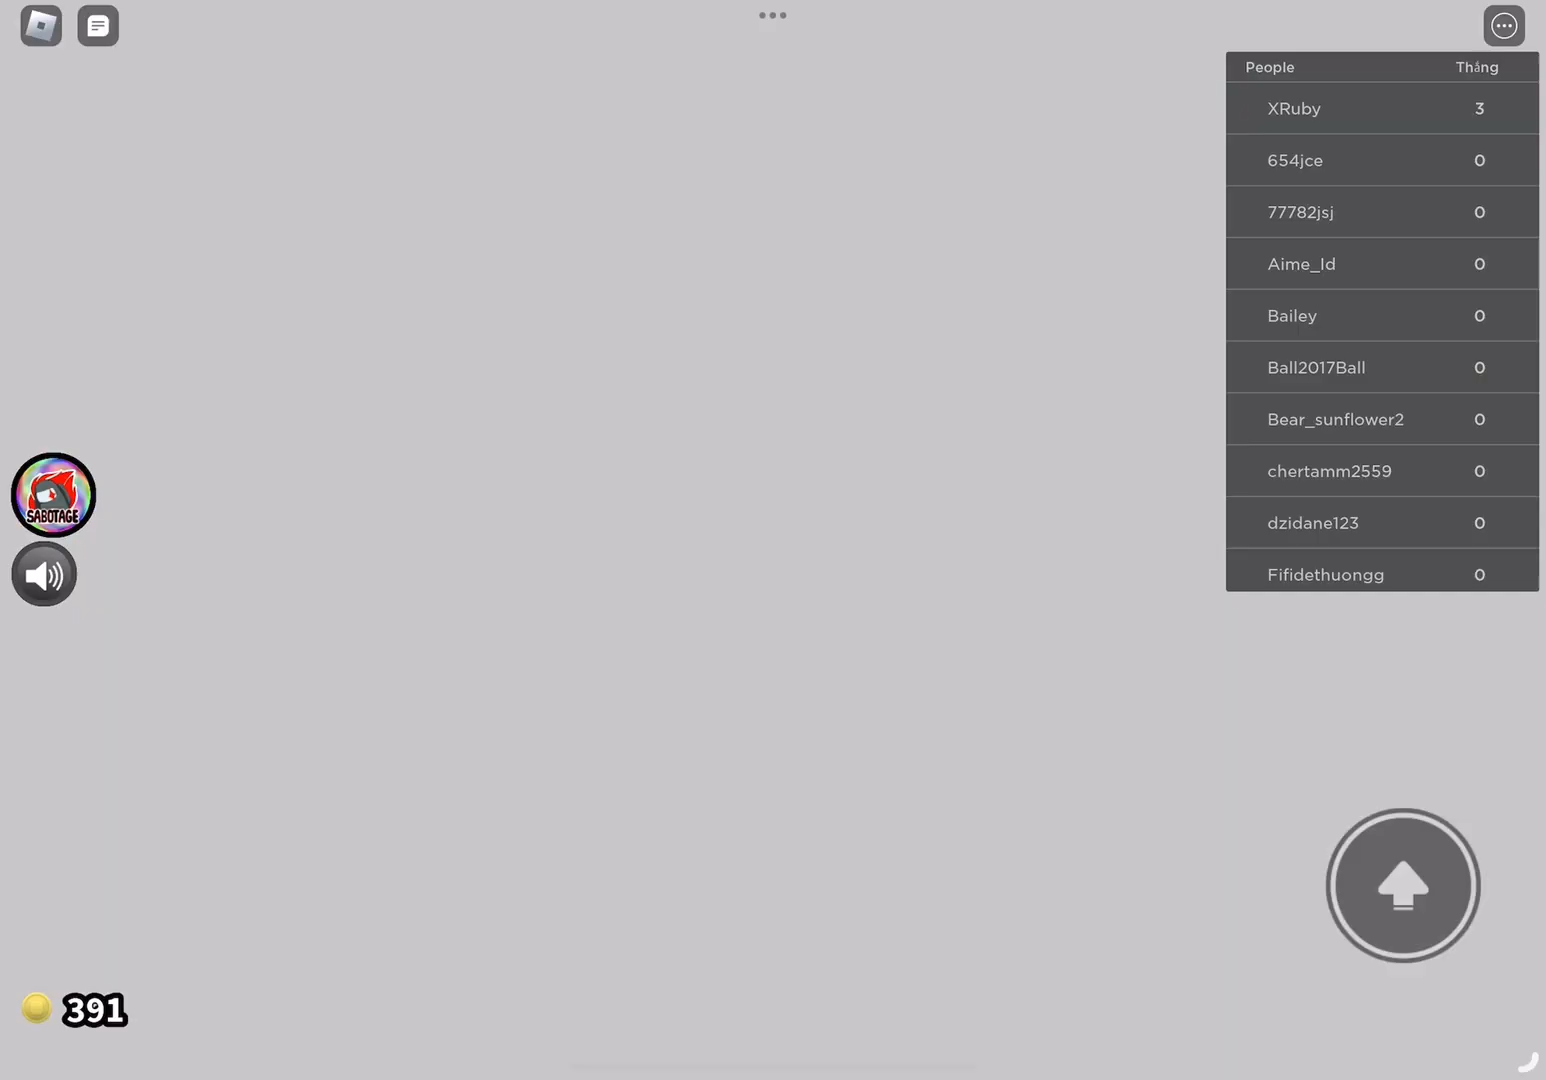 People Thắng
XRuby 3
654jce 0
77782jsj 0
Aime_Id 0
Bailey 0
Ball2017Ball 0
Bear_sunflower2 0
chertamm2559 0
dzidane123 0
Fifidethuongg 0
SABOTAGE
391